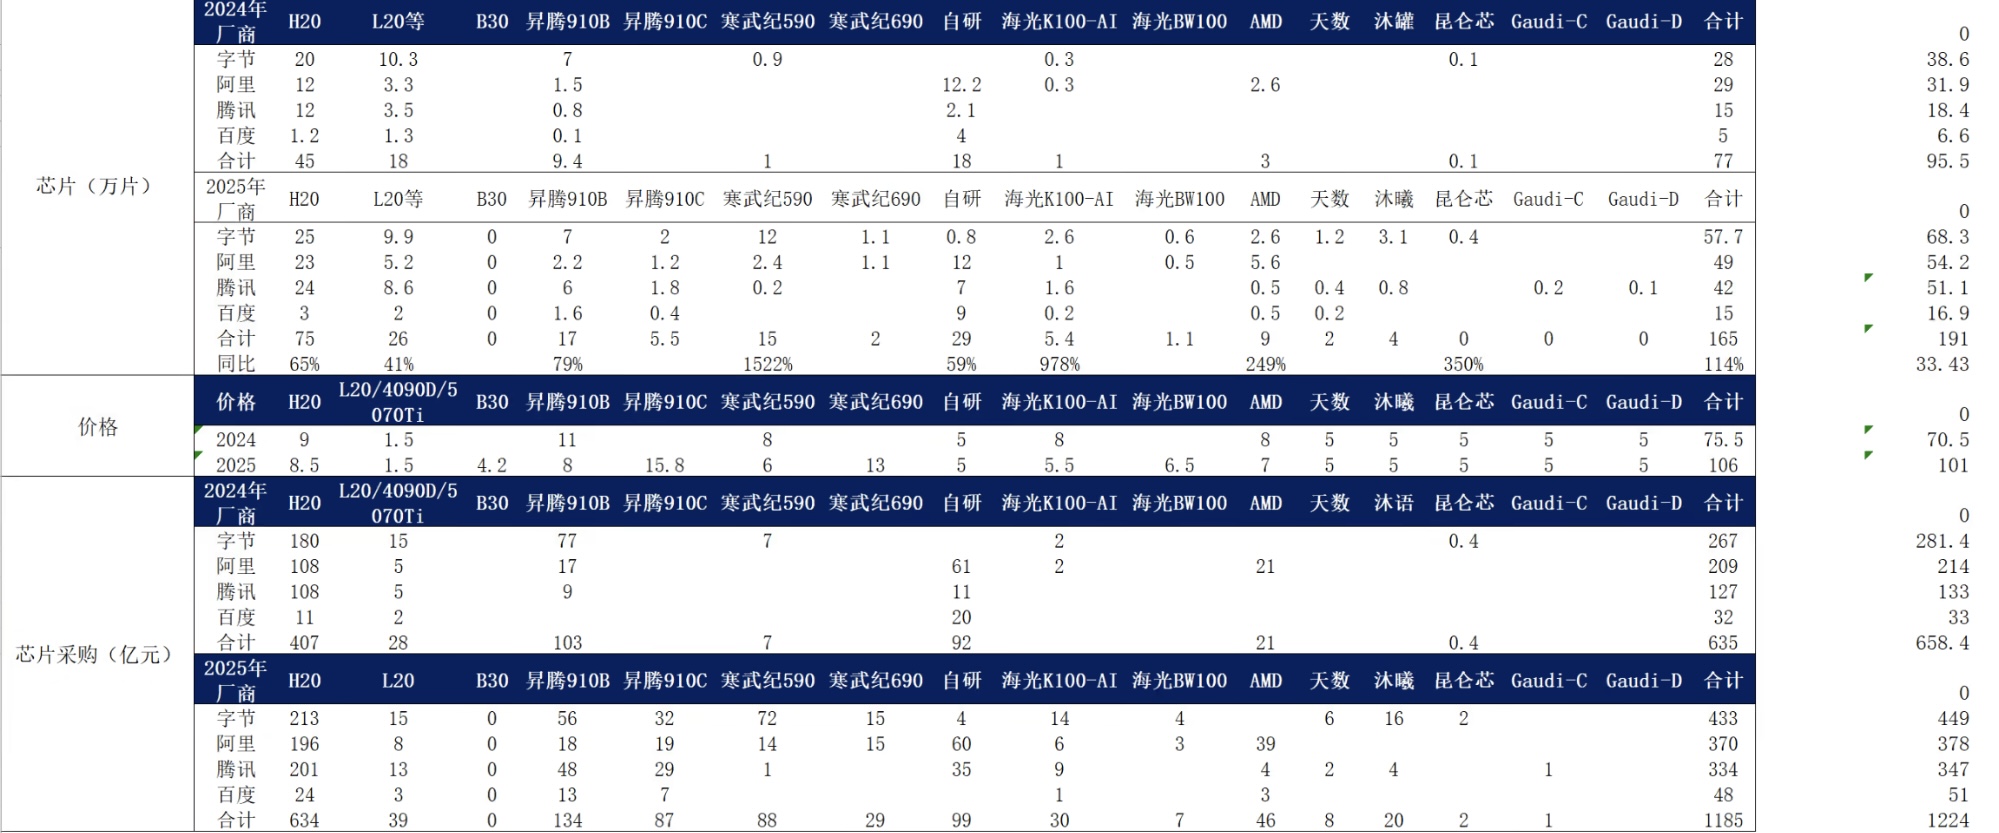 2024年厂商 H20 L20等 B30 昇腾910B 昇腾910C 寒武纪590 寒武纪690 自研 海光K100-AI 海光BW100 AMD 天数 沐罐 昆仑芯 Gaudi-C Gaudi-D 合计 0
字节 20 10.3 7 0.9 0.3 0.1 28 38.6
阿里 12 3.3 1.5 12.2 0.3 2.6 29 31.9
腾讯 12 3.5 0.8 2.1 15 18.4
百度 1.2 1.3 0.1 4 5 6.6
合计 45 18 9.4 1 18 1 3 0.1 77 95.5
芯片（万片）
2025年厂商 H20 L20等 B30 昇腾910B 昇腾910C 寒武纪590 寒武纪690 自研 海光K100-AI 海光BW100 AMD 天数 沐曦 昆仑芯 Gaudi-C Gaudi-D 合计 0
字节 25 9.9 0 7 2 12 1.1 0.8 2.6 0.6 2.6 1.2 3.1 0.4 57.7 68.3
阿里 23 5.2 0 2.2 1.2 2.4 1.1 12 1 0.5 5.6 49 54.2
腾讯 24 8.6 0 6 1.8 0.2 7 1.6 0.5 0.4 0.8 0.2 0.1 42 51.1
百度 3 2 0 1.6 0.4 9 0.2 0.5 0.2 15 16.9
合计 75 26 0 17 5.5 15 2 29 5.4 1.1 9 2 4 0 0 0 165 191
同比 65% 41% 79% 1522% 59% 978% 249% 350% 114% 33.43
价格
价格 H20 L20/4090D/5070Ti B30 昇腾910B 昇腾910C 寒武纪590 寒武纪690 自研 海光K100-AI 海光BW100 AMD 天数 沐曦 昆仑芯 Gaudi-C Gaudi-D 合计 0
2024 9 1.5 11 8 5 8 8 5 5 5 5 5 75.5 70.5
2025 8.5 1.5 4.2 8 15.8 6 13 5 5.5 6.5 7 5 5 5 5 5 106 101
2024年厂商 H20 L20/4090D/5070Ti B30 昇腾910B 昇腾910C 寒武纪590 寒武纪690 自研 海光K100-AI 海光BW100 AMD 天数 沐语 昆仑芯 Gaudi-C Gaudi-D 合计 0
字节 180 15 77 7 2 0.4 267 281.4
阿里 108 5 17 61 2 21 209 214
腾讯 108 5 9 11 127 133
百度 11 2 20 32 33
合计 407 28 103 7 92 21 0.4 635 658.4
芯片采购（亿元）
2025年厂商 H20 L20 B30 昇腾910B 昇腾910C 寒武纪590 寒武纪690 自研 海光K100-AI 海光BW100 AMD 天数 沐曦 昆仑芯 Gaudi-C Gaudi-D 合计 0
字节 213 15 0 56 32 72 15 4 14 4 6 16 2 433 449
阿里 196 8 0 18 19 14 15 60 6 3 39 370 378
腾讯 201 13 0 48 29 1 35 9 4 2 4 1 334 347
百度 24 3 0 13 7 1 3 48 51
合计 634 39 0 134 87 88 29 99 30 7 46 8 20 2 1 1185 1224